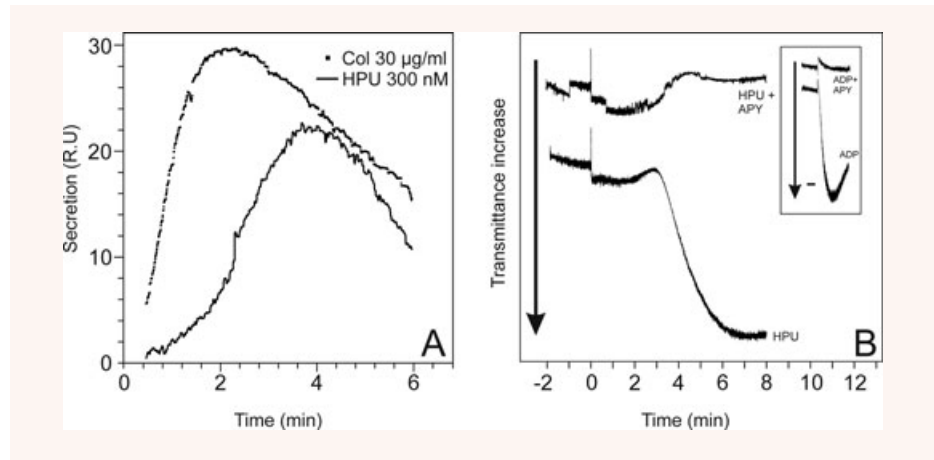 30
20
10
0
Secretion (R.U)
Col 30 µg/ml
HPU 300 nM
A
0 2 4 6
Time (min)
Transmittance increase
HPU +
APY
HPU
ADP+
APY
ADP
B
-2 0 2 4 6 8 10 12
Time (min)